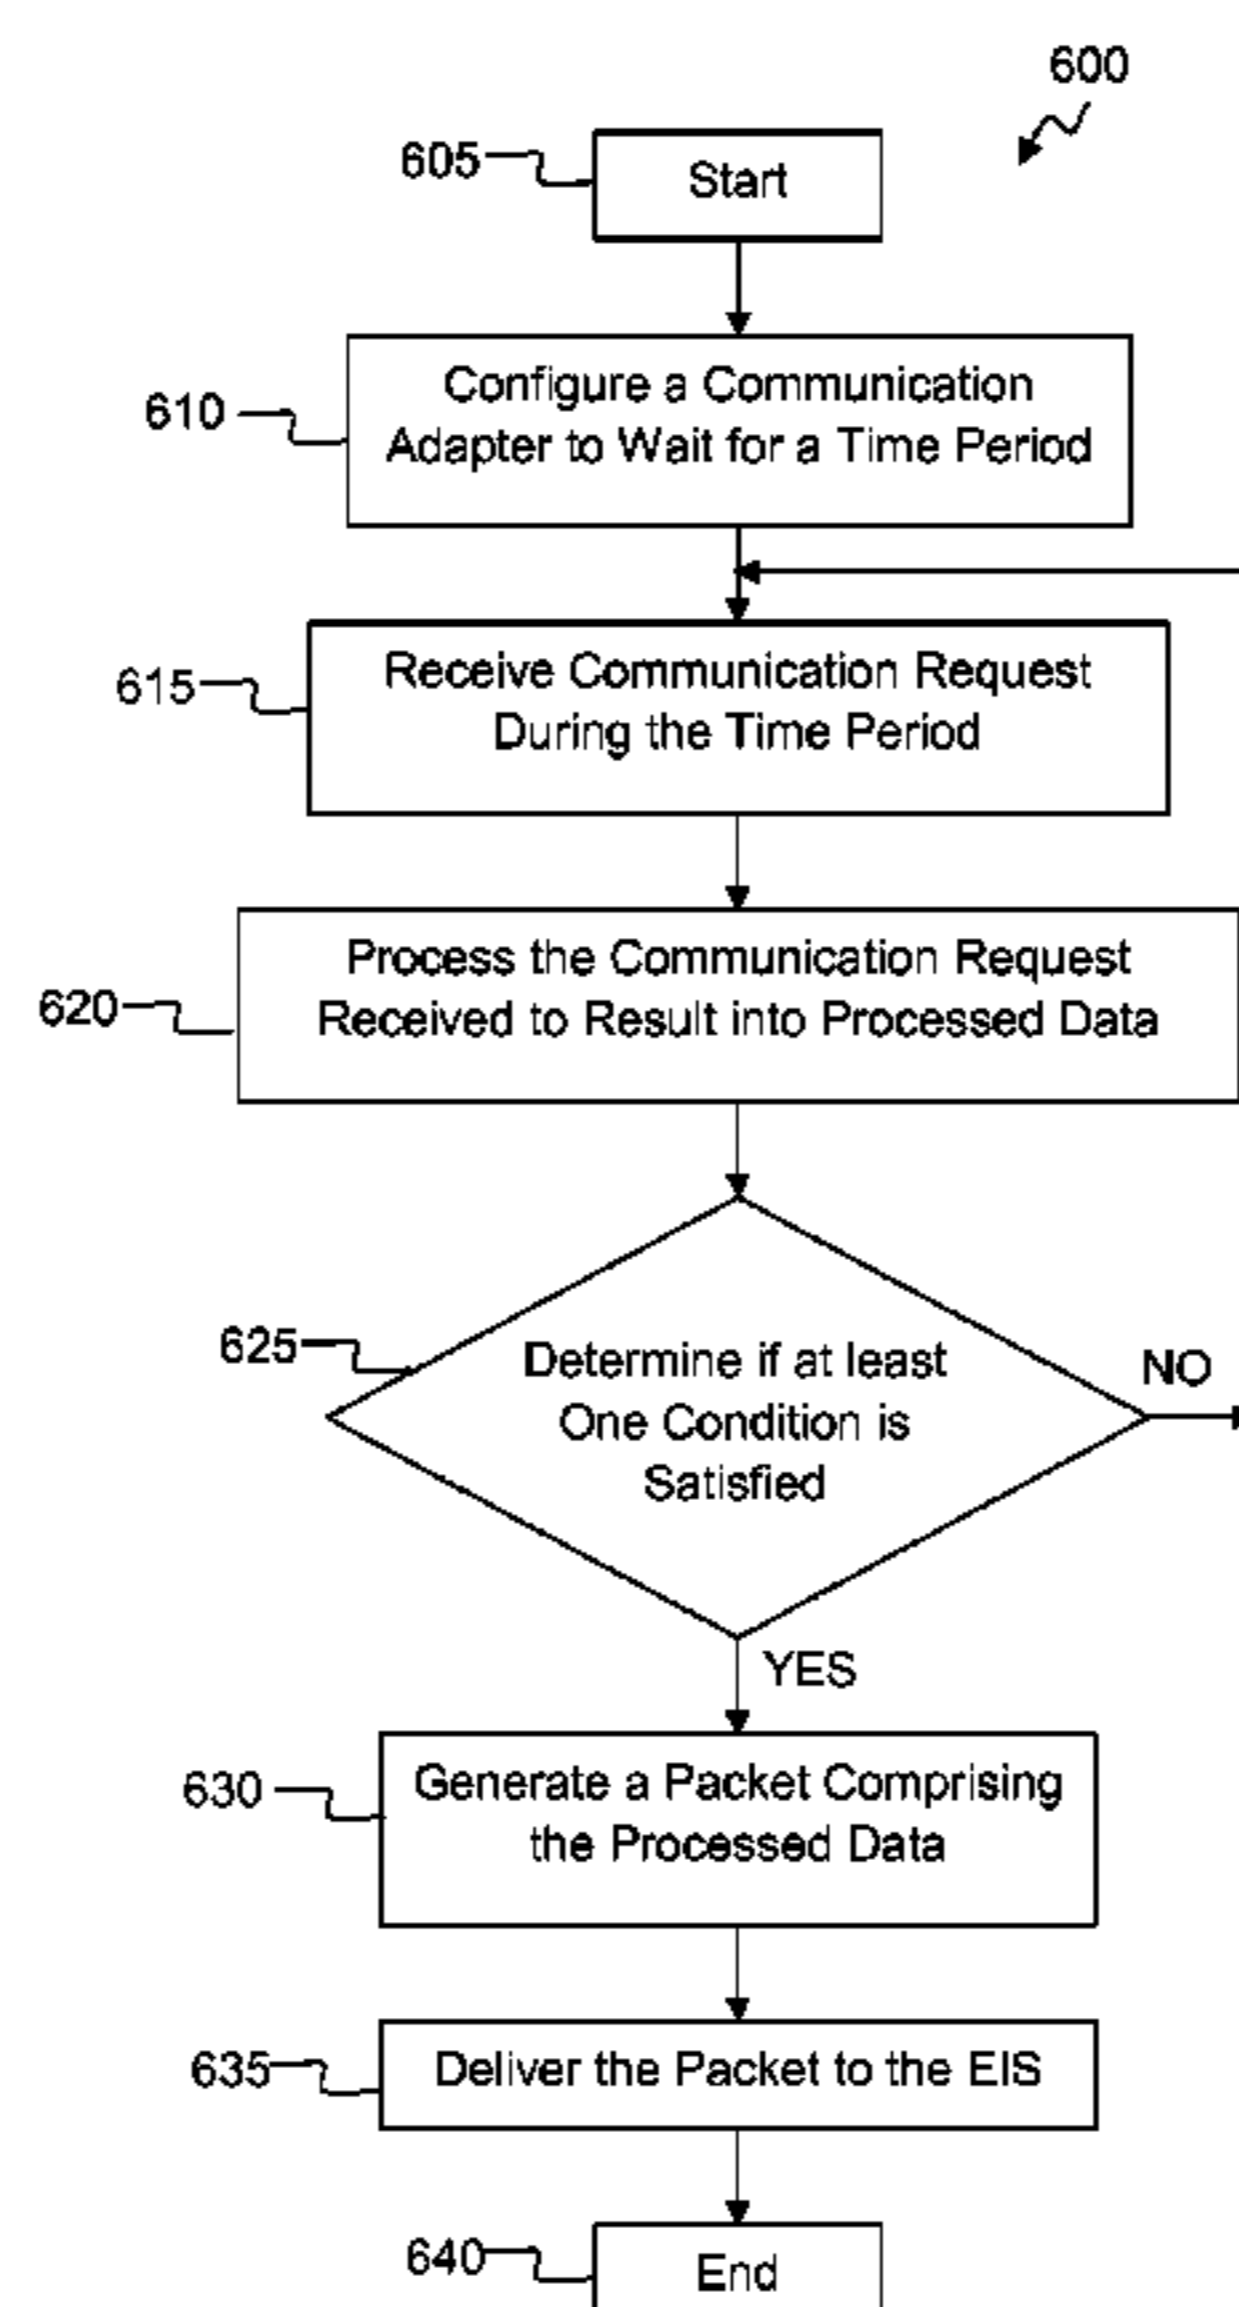 600
605
Start
610
Configure a Communication
Adapter to Wait for a Time Period
615
Receive Communication Request
During the Time Period
620
Process the Communication Request
Received to Result into Processed Data
625
Determine if at least
One Condition is
Satisfied
NO
YES
630
Generate a Packet Comprising
the Processed Data
635
Deliver the Packet to the EIS
640
End